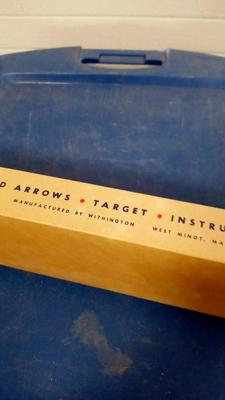 D ARROWS • TARGET • INSTRU
MANUFACTURED BY WITHINGTON WEST MINOT, MA